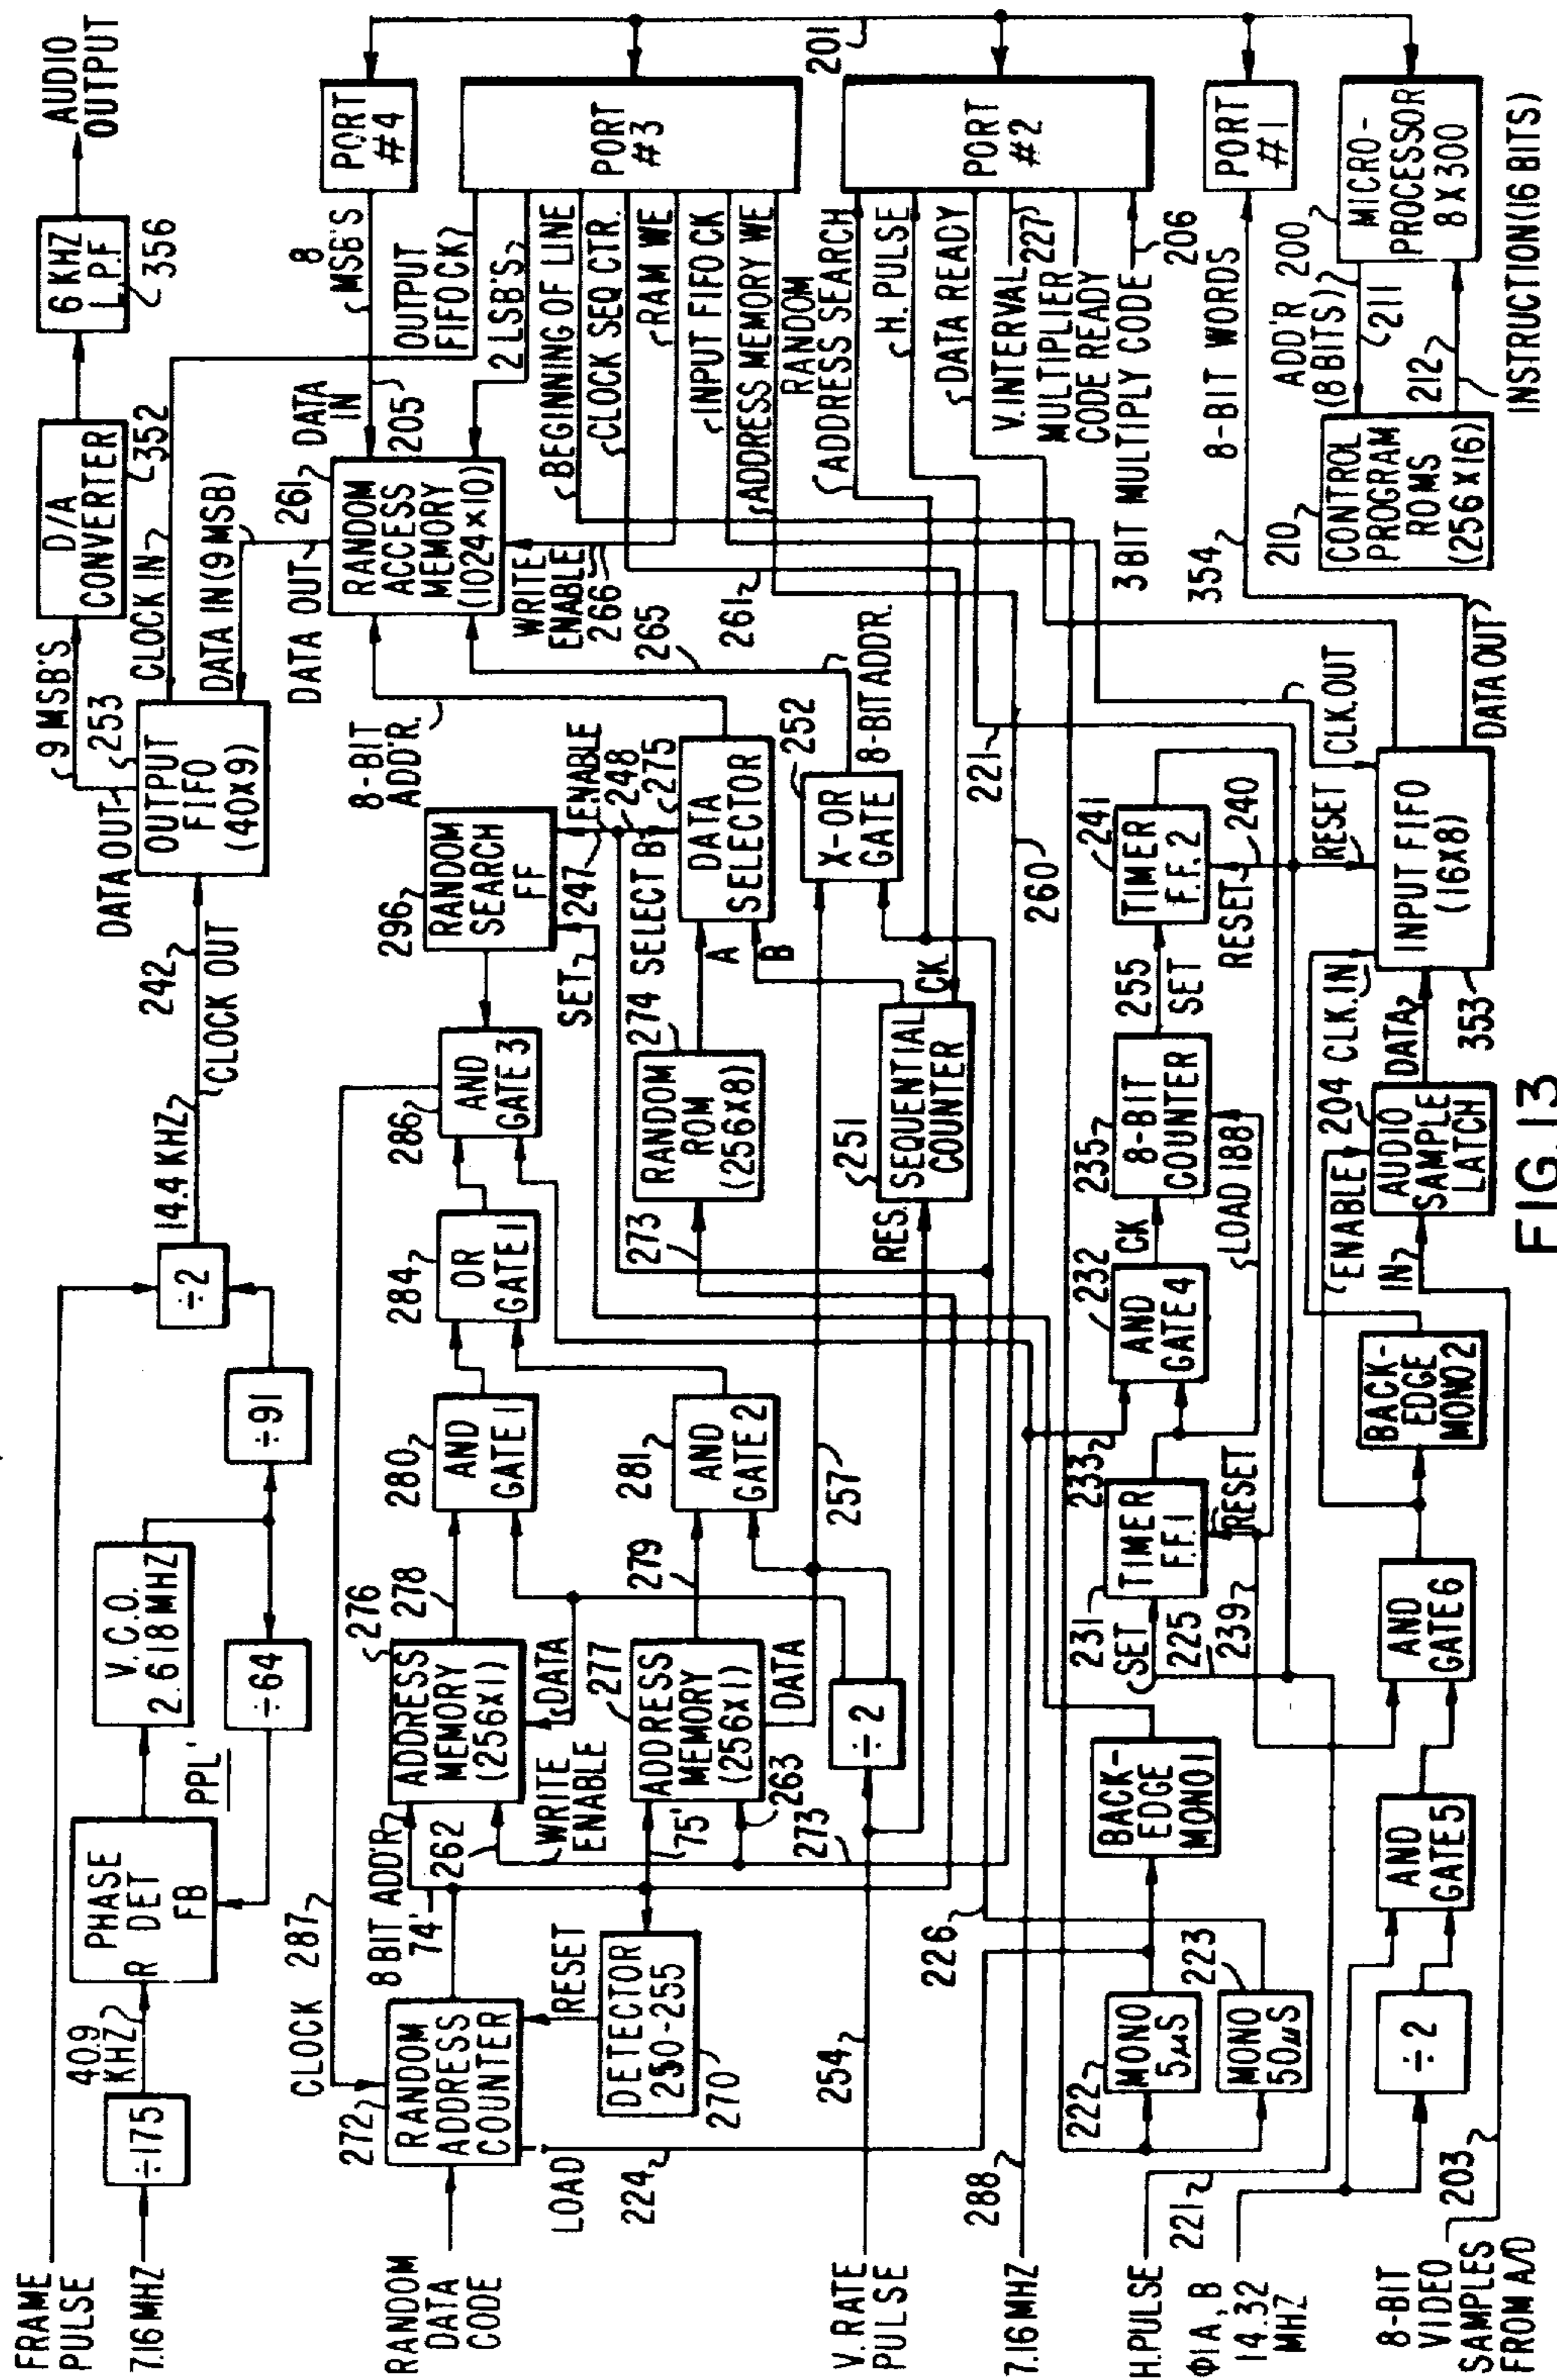 FRAME
PULSE
7.16 MHZ
÷175
40.9
KHZ
R
PHASE
DET
FB
PPL'
V.C.O.
2.618 MHZ
÷64
÷91
÷2
14.4 KHZ
CLOCK OUT
242
DATA OUT
OUTPUT
FIFO
(40x9)
253
9 MSB'S
CLOCK IN
DATA IN (9 MSB)
D/A
CONVERTER
352
6 KHZ
L.P.F
356
AUDIO
OUTPUT
RANDOM
DATA
CODE
272
RANDOM
ADDRESS
COUNTER
LOAD
224
CLOCK 287
8 BIT ADD'R
74'
RESET
DETECTOR
250-255
270
262
WRITE
ENABLE
75'
263
273
276
ADDRESS
MEMORY
(256x1)
278
DATA
277
ADDRESS
MEMORY
(256x1)
279
DATA
280
AND
GATE 1
281
AND
GATE 2
257
284
OR
GATE 1
286
AND
GATE 3
273
RANDOM
ROM
(256x8)
274
SELECT B
SET
296
RANDOM
SEARCH
FF
247
ENABLE
248
275
A
B
DATA
SELECTOR
8-BIT
ADD'R.
DATA OUT
261
RANDOM
ACCESS
MEMORY
(1024 x 10)
DATA
IN
205
WRITE
ENABLE
266
265
261
252
X-OR
GATE
8-BIT ADD'R.
251
SEQUENTIAL
COUNTER
RES.
CK
8
MSB'S
PORT
#4
OUTPUT
FIFO CK
2 LSB'S
BEGINNING OF LINE
CLOCK SEQ CTR.
RAM WE
INPUT FIFO CK
ADDRESS MEMORY WE
PORT
#3
RANDOM
ADDRESS SEARCH
H. PULSE
DATA READY
V. INTERVAL
227
MULTIPLIER
CODE READY
3 BIT MULTIPLY CODE
206
PORT
#2
201
8-BIT WORDS
354
PORT
#1
MICRO-
PROCESSOR
8 X 300
200
ADD'R
(8 BITS)
211
212
INSTRUCTION (16 BITS)
210
CONTROL
PROGRAM
ROMS
(256 X 16)
V. RATE
PULSE
254
÷2
226
7.16 MHZ
288
H. PULSE
221
222
MONO
5µS
223
MONO
50µS
BACK-
EDGE
MONO 1
SET
225
239
231
TIMER
F.F. 1
RESET
233
232
AND
GATE 4
CK
LOAD 188
235
8-BIT
COUNTER
255
SET
241
TIMER
F.F. 2
RESET
240
260
221
Φ1A, B
14.32
MHZ
÷2
AND
GATE 5
AND
GATE 6
BACK-
EDGE
MONO 2
8-BIT
VIDEO
SAMPLES
FROM A/D
203
IN
ENABLE
204
AUDIO
SAMPLE
LATCH
DATA
CLK. IN
RESET
CLK. OUT
INPUT FIFO
(16X8)
353
DATA OUT
FIG. 13